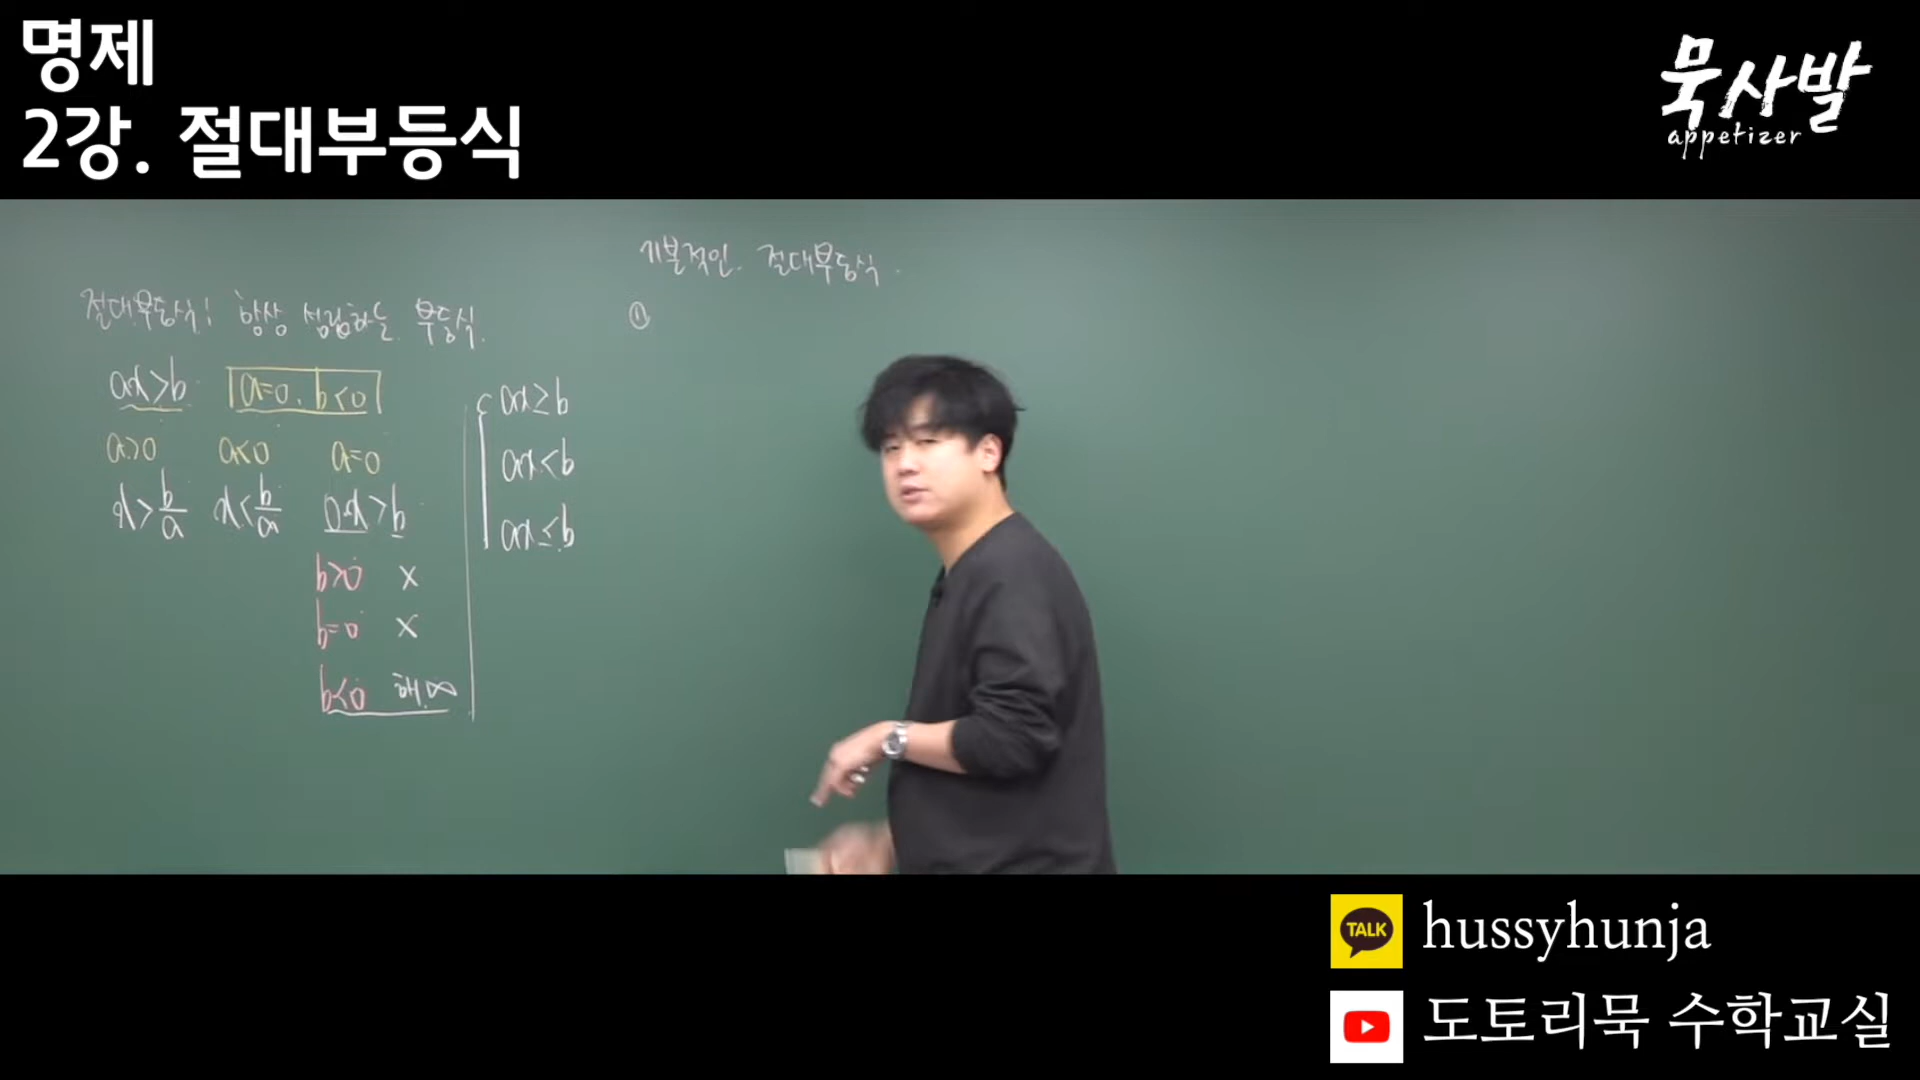 명제
2강. 절대부등식
묵사발
appetizer
기본적인. 절대부등식.
절대부등식: 항상 성립하는 부등식.
①
ax>b
a=0, b<0
a>0 a<0 a=0
x>b/a x<b/a 0·x>b
b>0 ×
b=0 ×
b<0 해 ∞
ax≥b
ax<b
ax≤b
TALK hussyhunja
도토리묵 수학교실